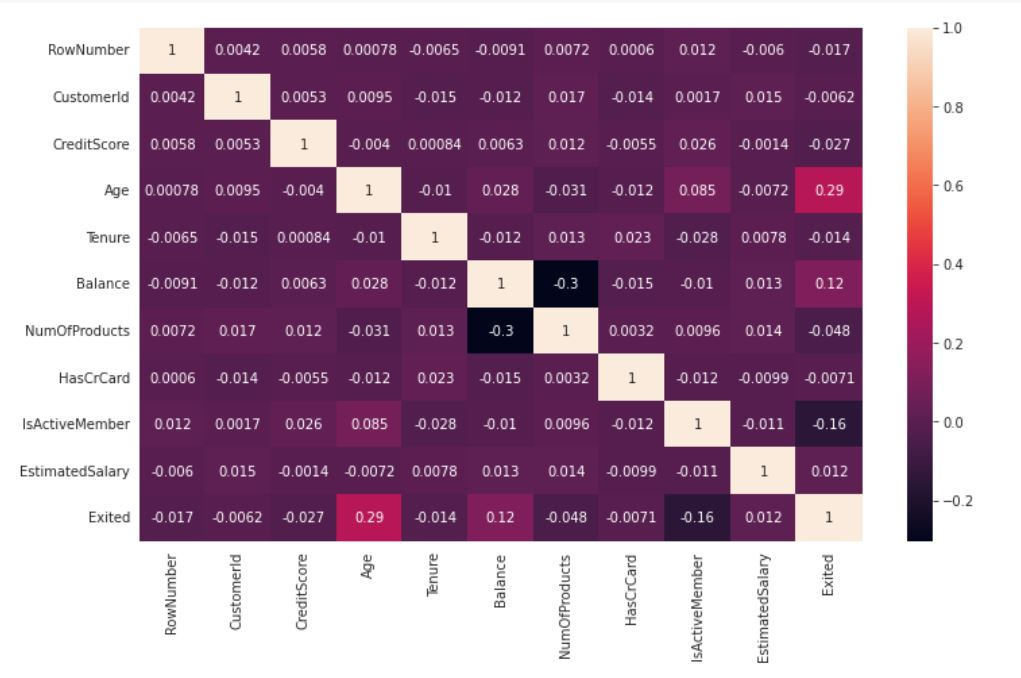 RowNumber 1 0.0042 0.0058 0.00078 -0.0065 -0.0091 0.0072 0.0006 0.012 -0.006 -0.017
CustomerId 0.0042 1 0.0053 0.0095 -0.015 -0.012 0.017 -0.014 0.0017 0.015 -0.0062
CreditScore 0.0058 0.0053 1 -0.004 0.00084 0.0063 0.012 -0.0055 0.026 -0.0014 -0.027
Age 0.00078 0.0095 -0.004 1 -0.01 0.028 -0.031 -0.012 0.085 -0.0072 0.29
Tenure -0.0065 -0.015 0.00084 -0.01 1 -0.012 0.013 0.023 -0.028 0.0078 -0.014
Balance -0.0091 -0.012 0.0063 0.028 -0.012 1 -0.3 -0.015 -0.01 0.013 0.12
NumOfProducts 0.0072 0.017 0.012 -0.031 0.013 -0.3 1 0.0032 0.0096 0.014 -0.048
HasCrCard 0.0006 -0.014 -0.0055 -0.012 0.023 -0.015 0.0032 1 -0.012 -0.0099 -0.0071
IsActiveMember 0.012 0.0017 0.026 0.085 -0.028 -0.01 0.0096 -0.012 1 -0.011 -0.16
EstimatedSalary -0.006 0.015 -0.0014 -0.0072 0.0078 0.013 0.014 -0.0099 -0.011 1 0.012
Exited -0.017 -0.0062 -0.027 0.29 -0.014 0.12 -0.048 -0.0071 -0.16 0.012 1
RowNumber
CustomerId
CreditScore
Age
Tenure
Balance
NumOfProducts
HasCrCard
IsActiveMember
EstimatedSalary
Exited
1.0
0.8
0.6
0.4
0.2
0.0
−0.2